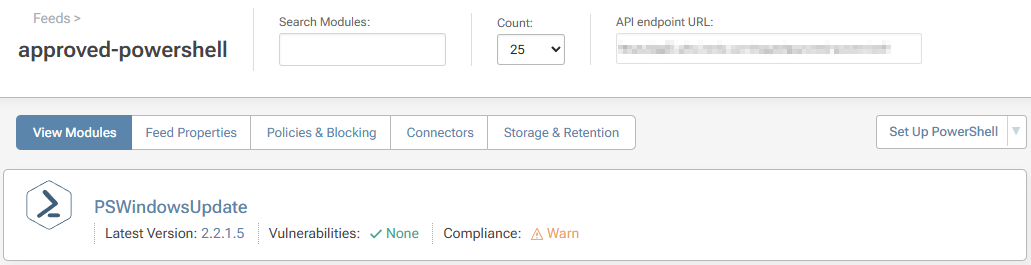 Feeds >
approved-powershell
Search Modules:
Count:
25
API endpoint URL:
View Modules
Feed Properties
Policies & Blocking
Connectors
Storage & Retention
Set Up PowerShell
PSWindowsUpdate
Latest Version: 2.2.1.5
Vulnerabilities: None
Compliance: Warn